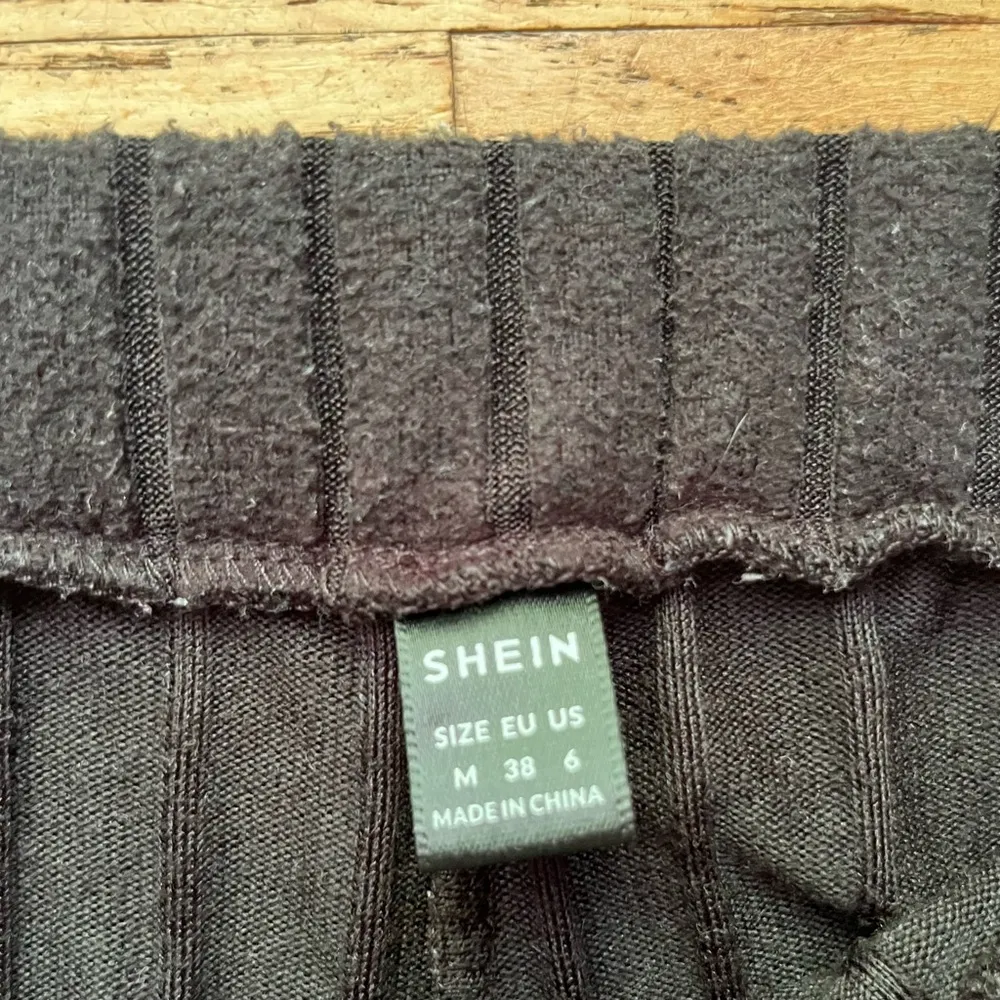 SHEIN
SIZE EU US
M 38 6
MADE IN CHINA